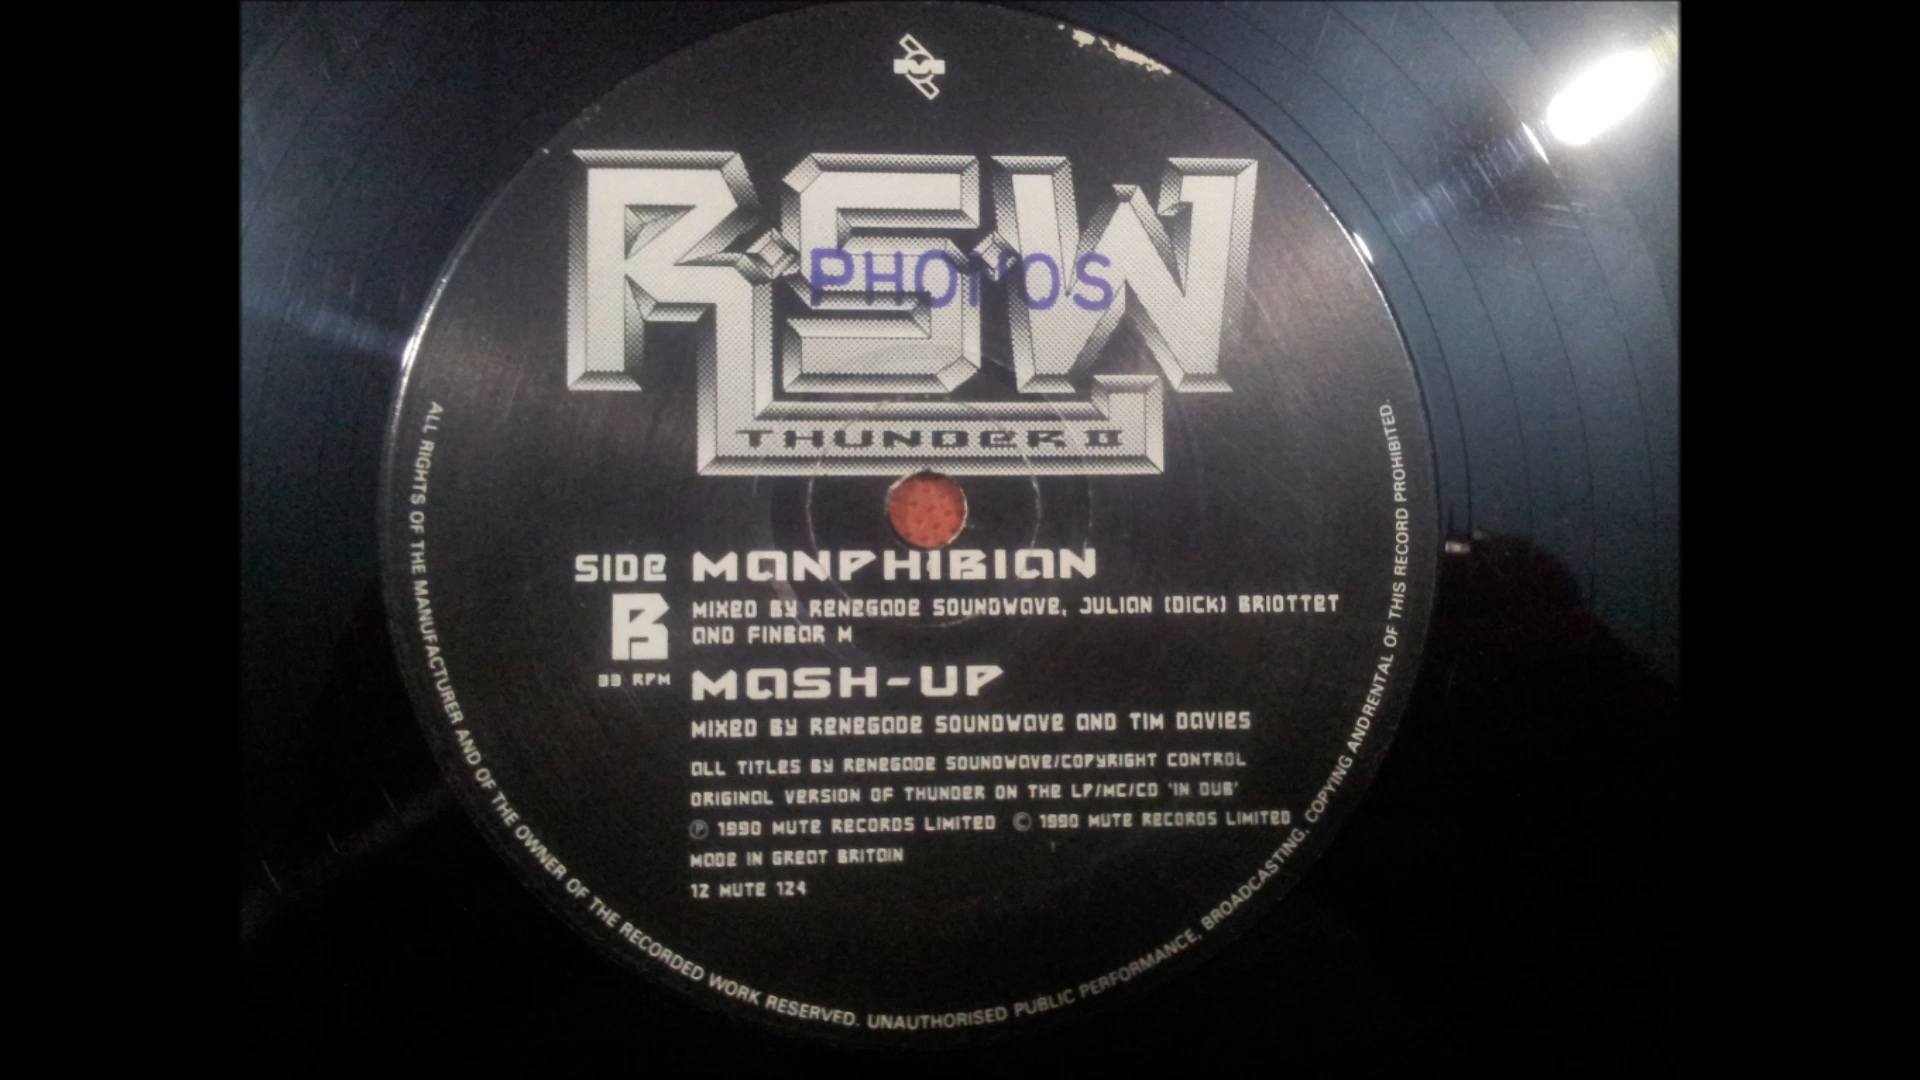 R·S·W
PHONOS
THUNDER II
SIDE
B
33 RPM
MANPHIBIAN
MIXED BY RENEGADE SOUNDWAVE, JULIAN (DICK) BRIOTTET
AND FINBAR M
MASH-UP
MIXED BY RENEGADE SOUNDWAVE AND TIM DAVIES
ALL TITLES BY RENEGADE SOUNDWAVE/COPYRIGHT CONTROL
ORIGINAL VERSION OF THUNDER ON THE LP/MC/CD 'IN DUB'
Ⓟ 1990 MUTE RECORDS LIMITED © 1990 MUTE RECORDS LIMITED
MADE IN GREAT BRITAIN
12 MUTE 124
ALL RIGHTS OF THE MANUFACTURER AND OF THE OWNER OF THE RECORDED WORK RESERVED. UNAUTHORISED PUBLIC PERFORMANCE, BROADCASTING, COPYING ANDRENTAL OF THIS RECORD PROHIBITED.